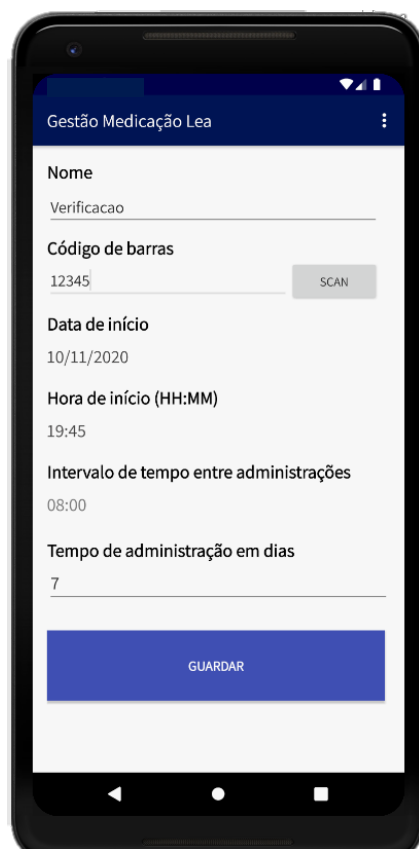 Gestão Medicação Lea
Nome
Verificacao
Código de barras
12345
SCAN
Data de início
10/11/2020
Hora de início (HH:MM)
19:45
Intervalo de tempo entre administrações
08:00
Tempo de administração em dias
7
GUARDAR